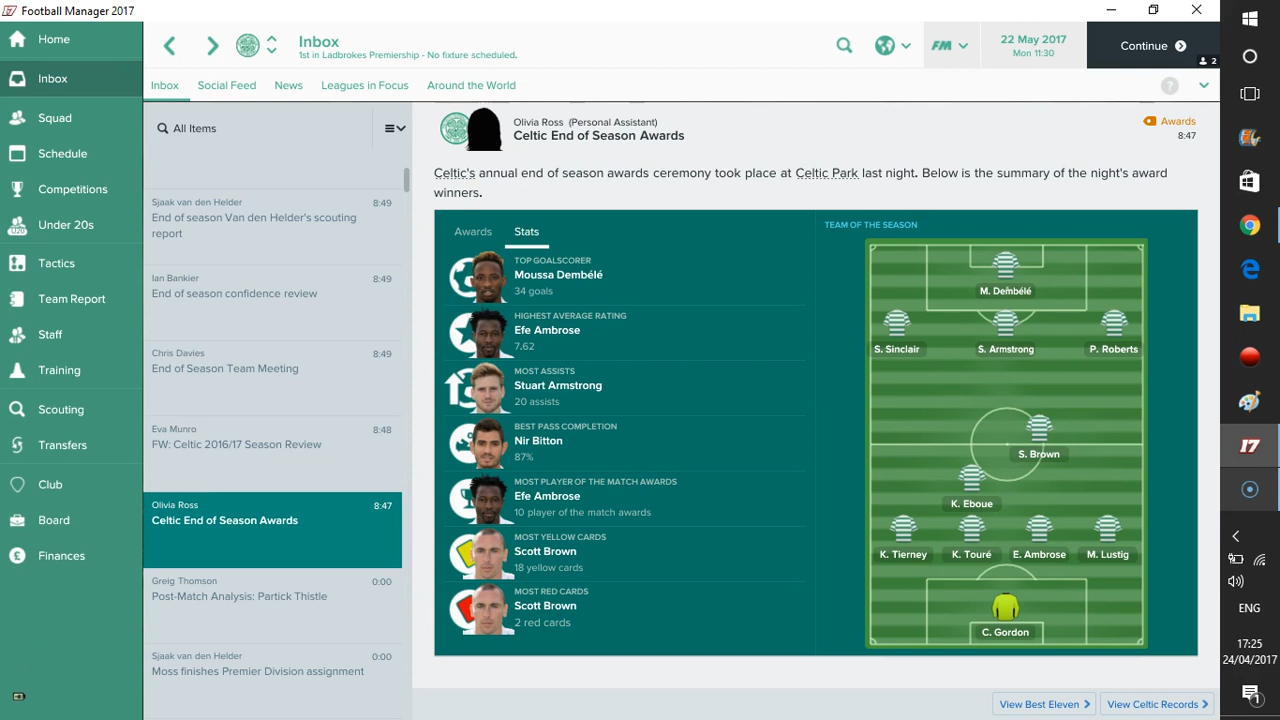 Football Manager 2017
Home
Inbox
Squad
Schedule
Competitions
U20
Under 20s
Tactics
Team Report
Staff
Training
Scouting
Transfers
Club
Board
£
Finances
Inbox
1st in Ladbrokes Premiership - No fixture scheduled.
FM
22 May 2017
Mon 11:30
Continue
2
Inbox
Social Feed
News
Leagues in Focus
Around the World
?
All Items
Sjaak van den Helder
8:49
End of season Van den Helder's scouting
report
Ian Bankier
8:49
End of season confidence review
Chris Davies
8:49
End of Season Team Meeting
Eva Munro
8:48
FW: Celtic 2016/17 Season Review
Olivia Ross
8:47
Celtic End of Season Awards
Greig Thomson
0:00
Post-Match Analysis: Partick Thistle
Sjaak van den Helder
0:00
Moss finishes Premier Division assignment
Olivia Ross (Personal Assistant)
Celtic End of Season Awards
Awards
8:47
Celtic's annual end of season awards ceremony took place at Celtic Park last night. Below is the summary of the night's award
winners.
Awards
Stats
TOP GOALSCORER
Moussa Dembélé
34 goals
HIGHEST AVERAGE RATING
Efe Ambrose
7.62
MOST ASSISTS
Stuart Armstrong
20 assists
BEST PASS COMPLETION
Nir Bitton
87%
MOST PLAYER OF THE MATCH AWARDS
Efe Ambrose
10 player of the match awards
MOST YELLOW CARDS
Scott Brown
18 yellow cards
MOST RED CARDS
Scott Brown
2 red cards
TEAM OF THE SEASON
M. Dembélé
S. Sinclair
S. Armstrong
P. Roberts
S. Brown
K. Eboue
K. Tierney
K. Touré
E. Ambrose
M. Lustig
C. Gordon
View Best Eleven
View Celtic Records
17
ENG
17:25
24/04/2017
1